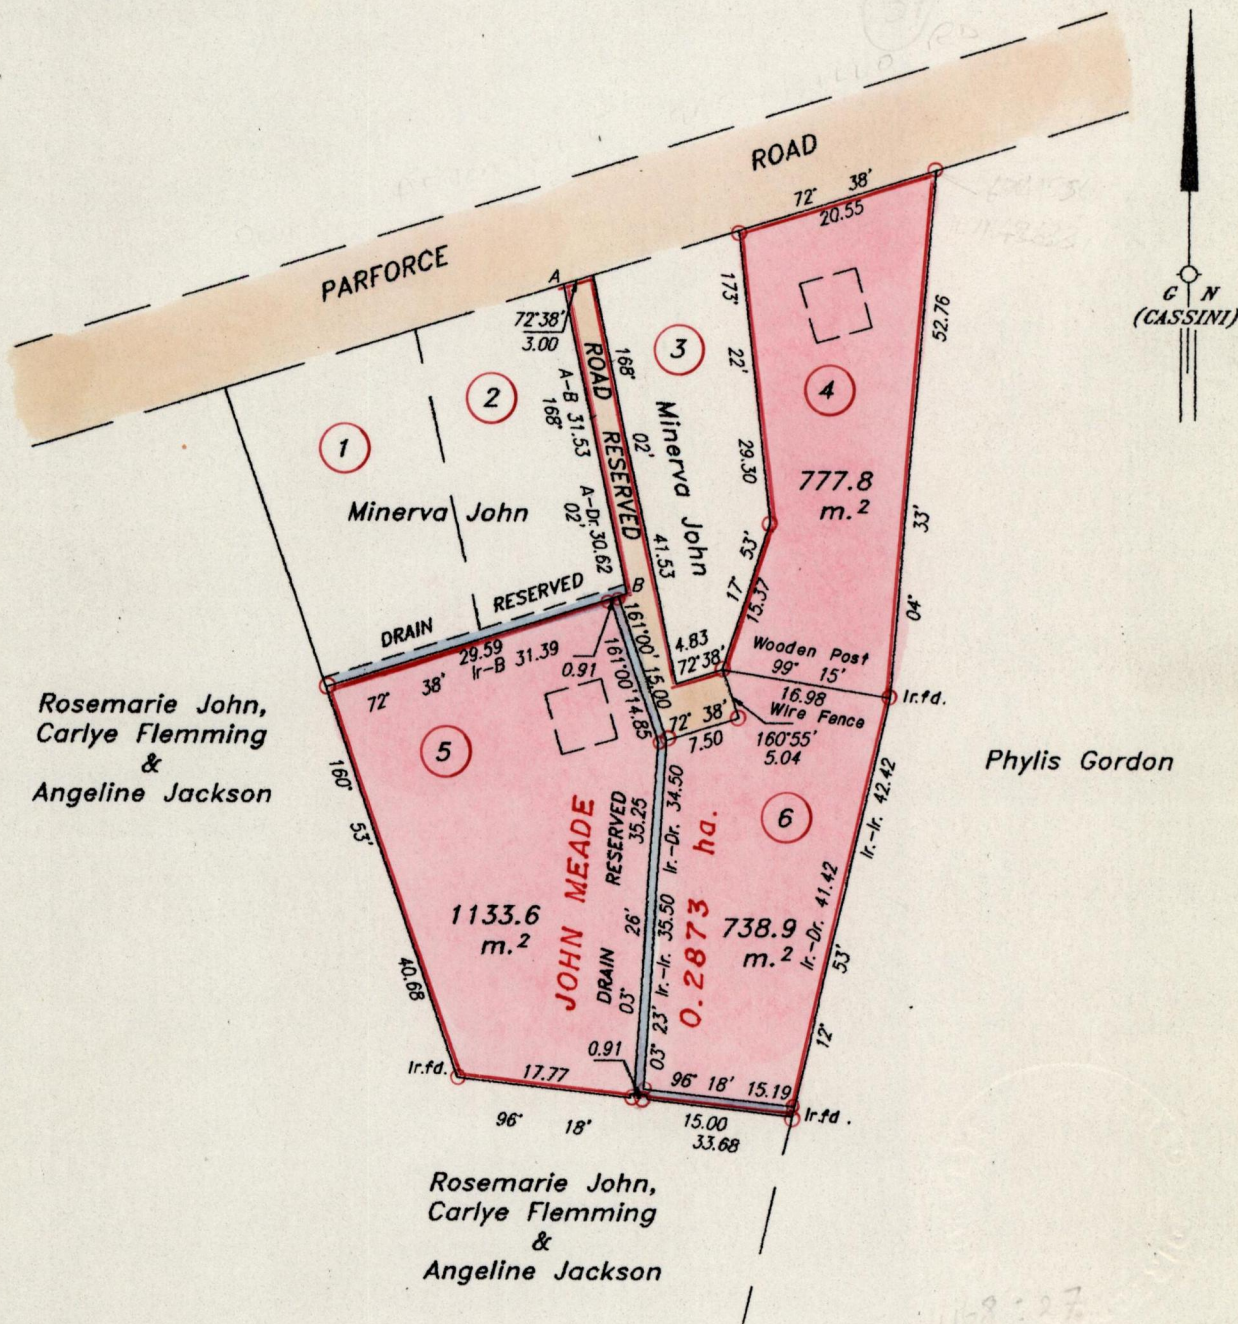 ROAD
PARFORCE
72° 38'
20.55
G N
(CASSINI)
A
72°38'
3.00
173°
22'
29.30
52.76
33'
04°
3
4
2
1
ROAD RESERVED
168°
02'
41.53
A-B 31.53
168°
A-Dr. 30.62
02'
Minerva John
Minerva John
777.8
m.²
17° 53'
15.37
B
DRAIN RESERVED
29.59
Ir-B 31.39
72° 38'
0.91
161°00' 15.00
161°00' 14.85
4.83
72°38'
Wooden Post
99° 15'
16.98
Wire Fence
Ir.fd.
72° 38'
7.50
160°55'
5.04
Rosemarie John,
Carlye Flemming
&
Angeline Jackson
Phylis Gordon
5
6
160°
53'
40.68
1133.6
m.²
JOHN MEADE
0.2873 ha.
DRAIN RESERVED
03° 26' 35.25
Ir.-Dr. 34.50
03° 23' Ir.-Ir. 35.50
738.9
m.²
Ir.-Ir. 42.42
Ir.-Dr. 41.42
53'
12°
Ir.fd.
17.77
0.91
96° 18' 15.19
Ir.fd.
96° 18'
15.00
33.68
Rosemarie John,
Carlye Flemming
&
Angeline Jackson